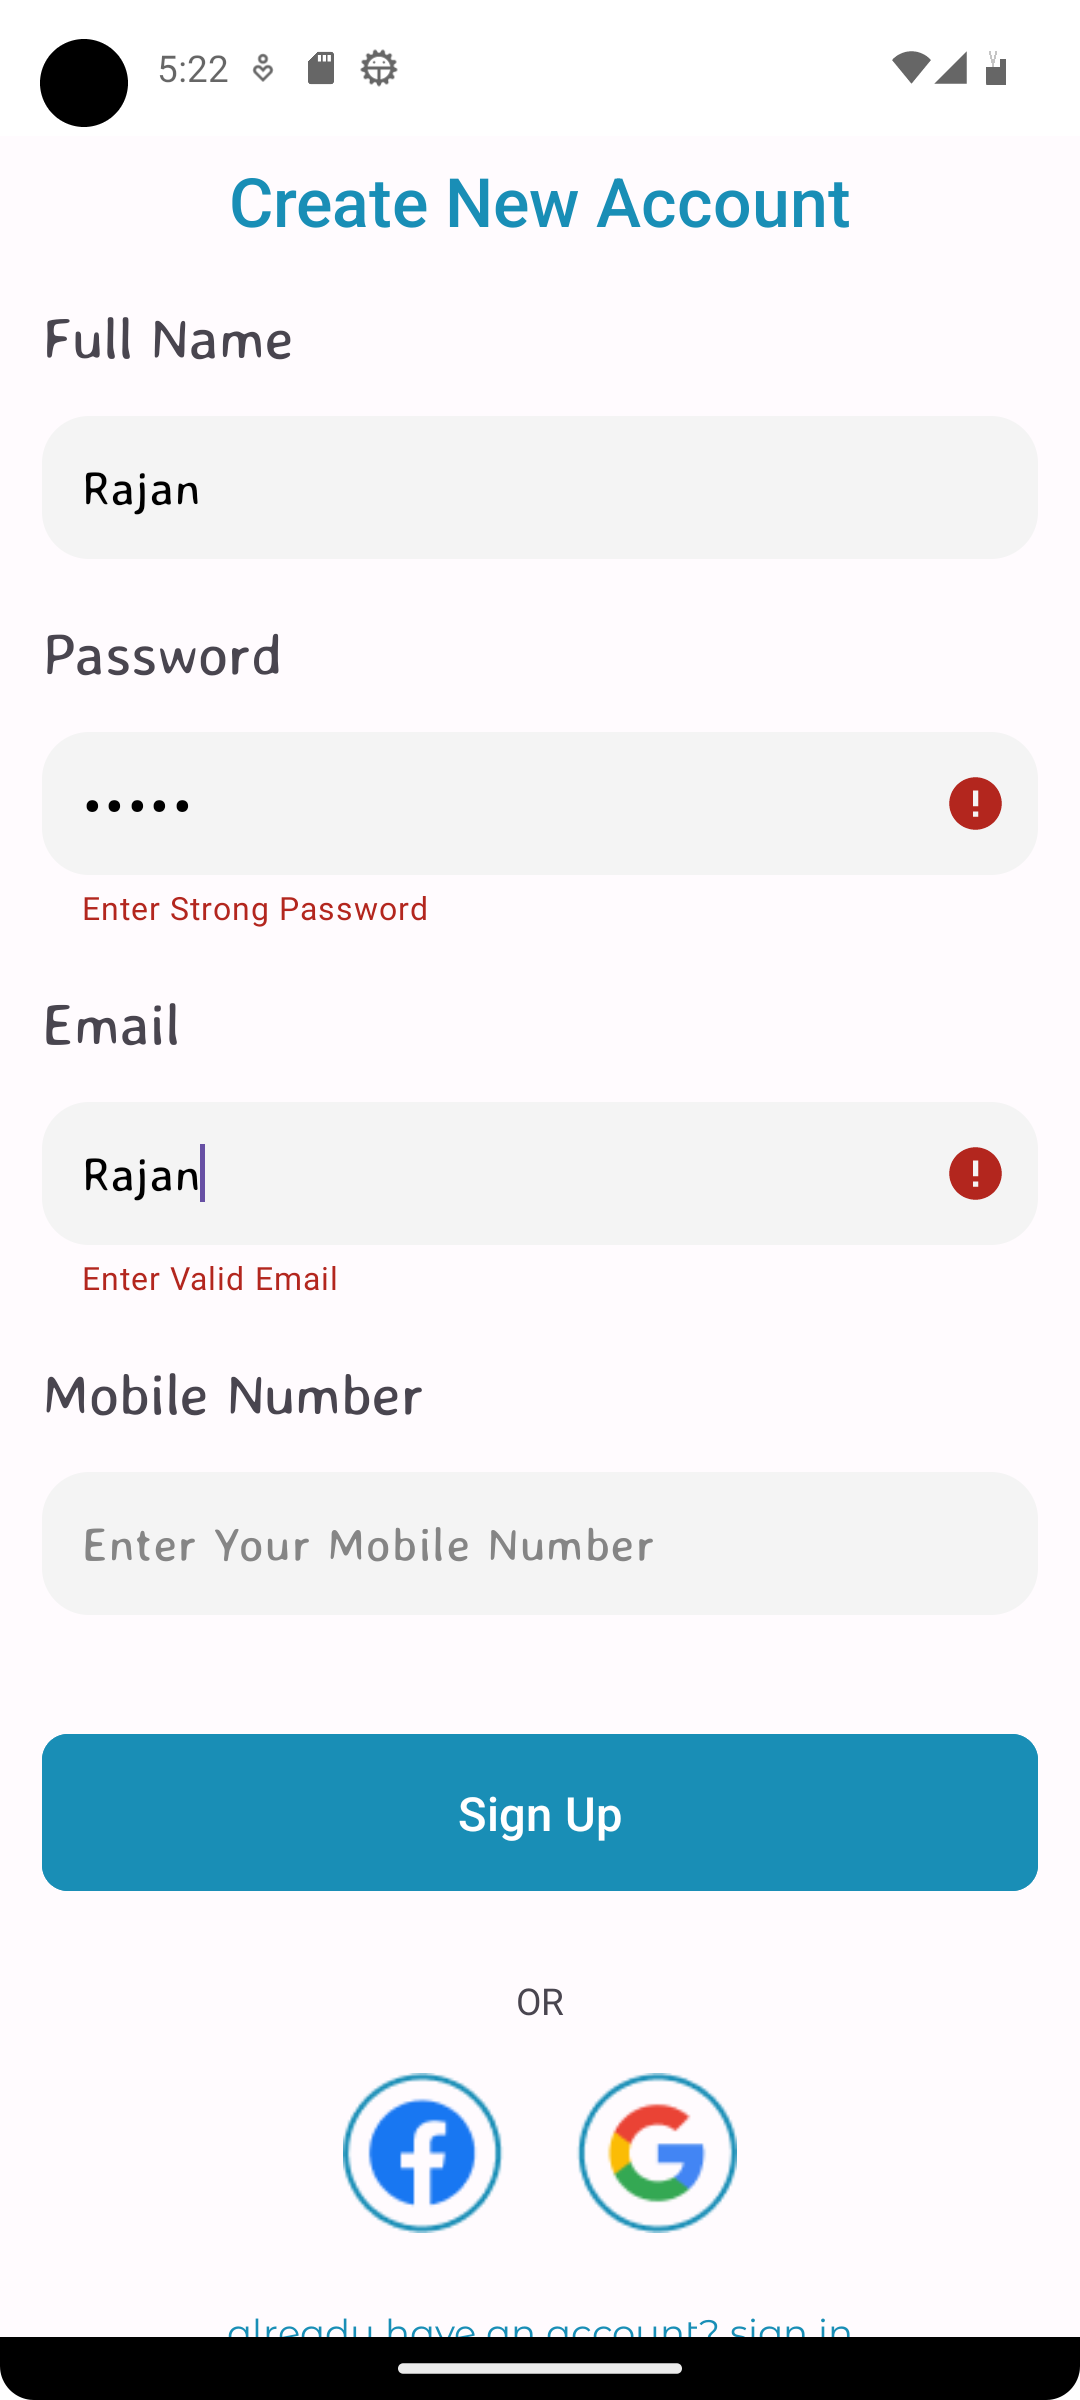 5:22
Create New Account
Full Name
Rajan
Password
•••••
Enter Strong Password
Email
Rajan
Enter Valid Email
Mobile Number
Enter Your Mobile Number
Sign Up
OR
already have an account? sign in